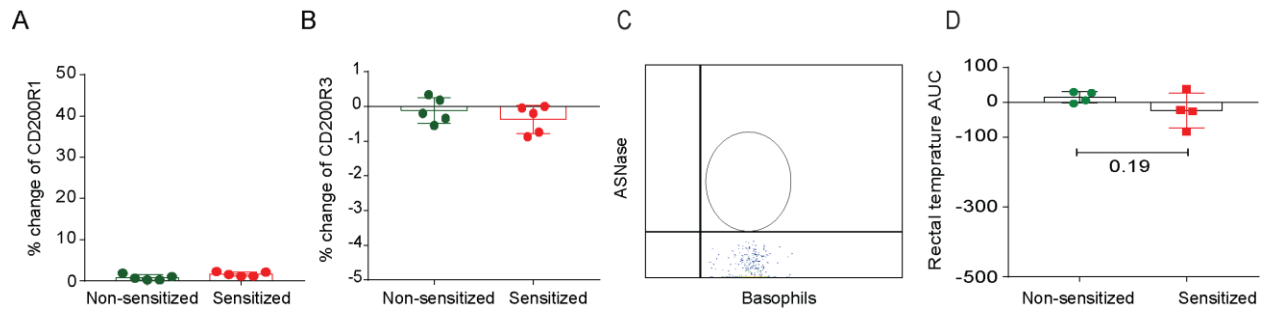 A
% change of CD200R1
50
40
30
20
10
0
Non-sensitized
Sensitized
B
% change of CD200R3
1
0
-1
-2
-3
-4
-5
Non-sensitized
Sensitized
C
ASNase
Basophils
D
Rectal temprature AUC
100
0
-100
-300
-500
0.19
Non-sensitized
Sensitized